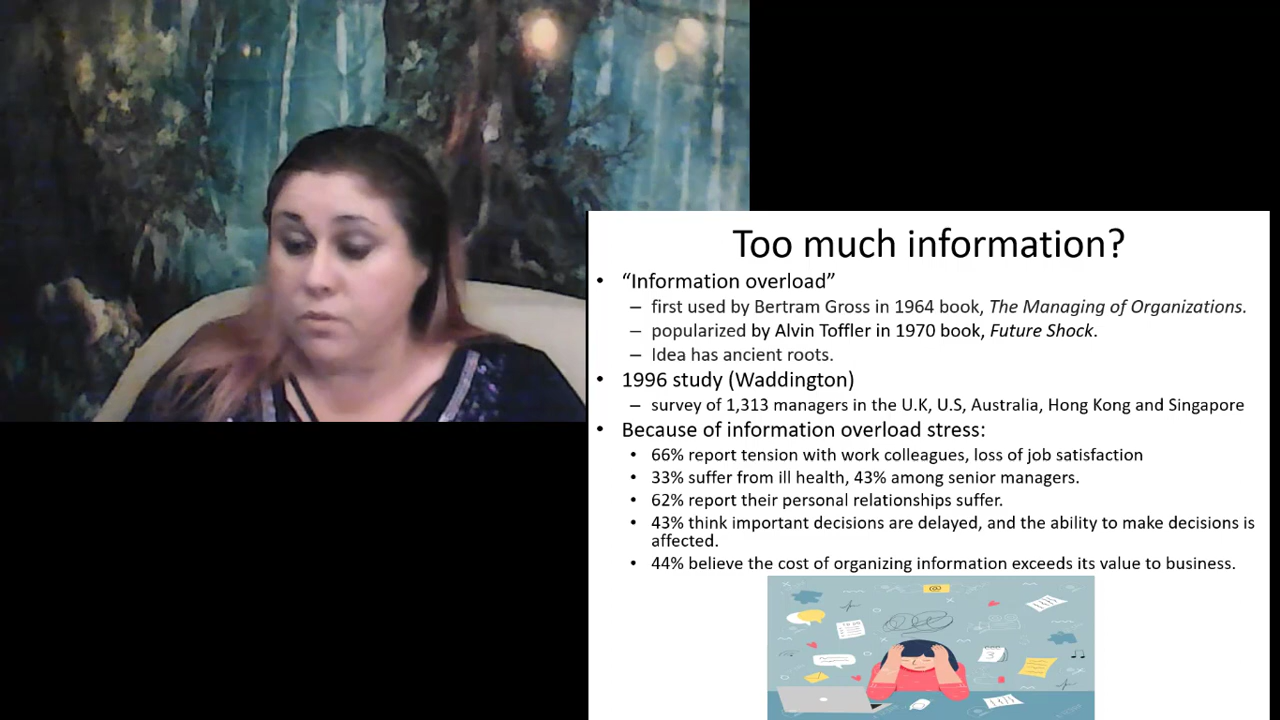 Too much information?
• “Information overload”
– first used by Bertram Gross in 1964 book, The Managing of Organizations.
– popularized by Alvin Toffler in 1970 book, Future Shock.
– Idea has ancient roots.
• 1996 study (Waddington)
– survey of 1,313 managers in the U.K, U.S, Australia, Hong Kong and Singapore
• Because of information overload stress:
• 66% report tension with work colleagues, loss of job satisfaction
• 33% suffer from ill health, 43% among senior managers.
• 62% report their personal relationships suffer.
• 43% think important decisions are delayed, and the ability to make decisions is
affected.
• 44% believe the cost of organizing information exceeds its value to business.
@
3